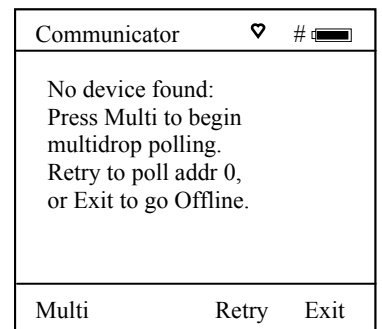 Communicator ♡ #
No device found:
Press Multi to begin
multidrop polling.
Retry to poll addr 0,
or Exit to go Offline.
Multi Retry Exit